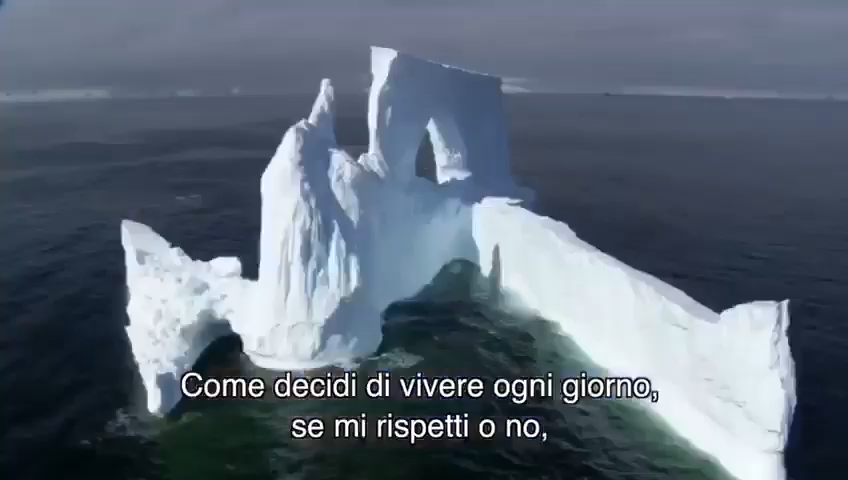 Come decidi di vivere ogni giorno,
se mi rispetti o no,